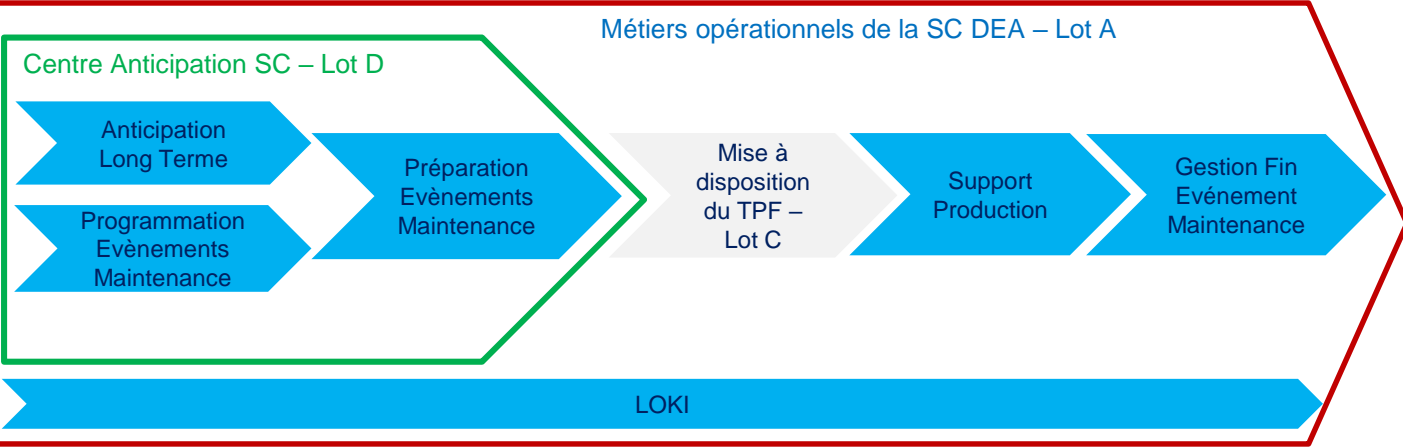 Métiers opérationnels de la SC DEA – Lot A
Centre Anticipation SC – Lot D
Anticipation
Long Terme
Programmation
Evènements
Maintenance
Préparation
Evènements
Maintenance
Mise à
disposition
du TPF –
Lot C
Support
Production
Gestion Fin
Evénement
Maintenance
LOKI